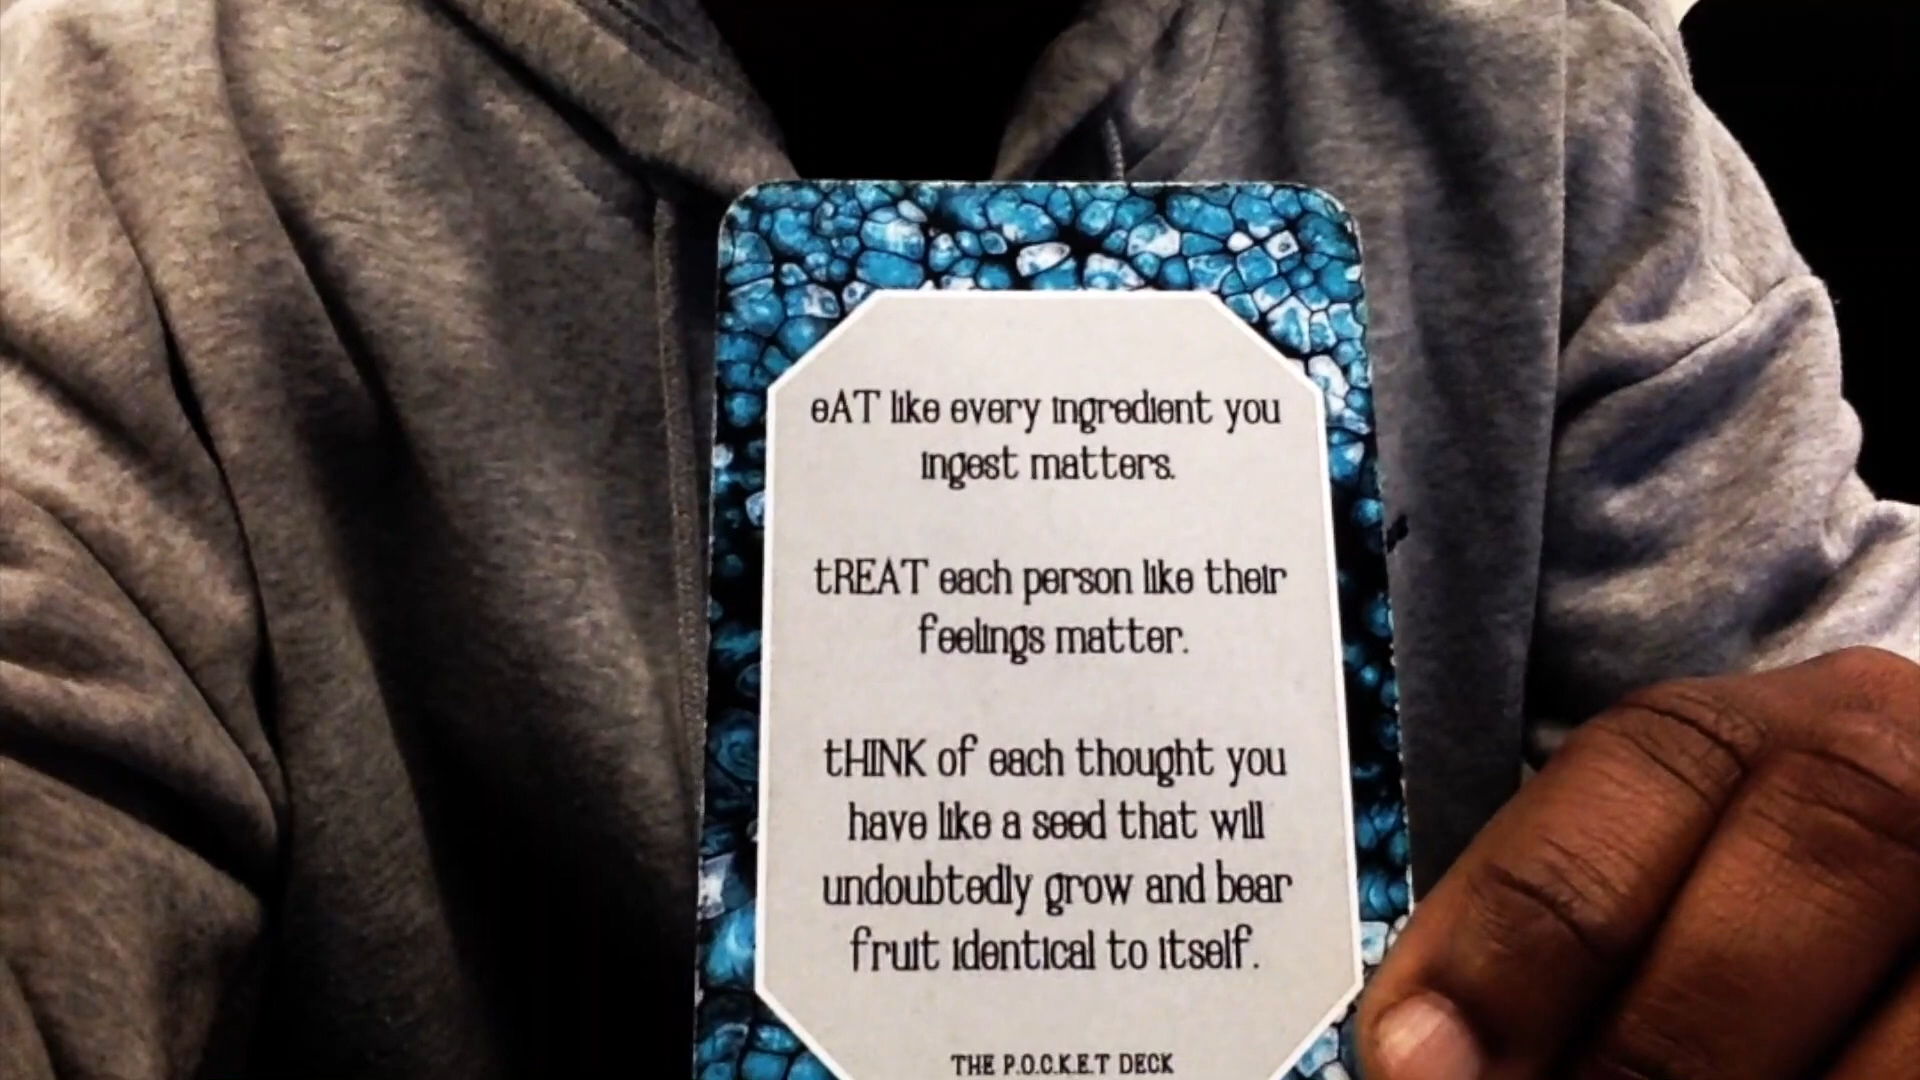 eAT like every ingredient you
ingest matters.
tREAT each person like their
feelings matter.
tHINK of each thought you
have like a seed that will
undoubtedly grow and bear
fruit identical to itself.
THE P.O.C.K.E.T DECK